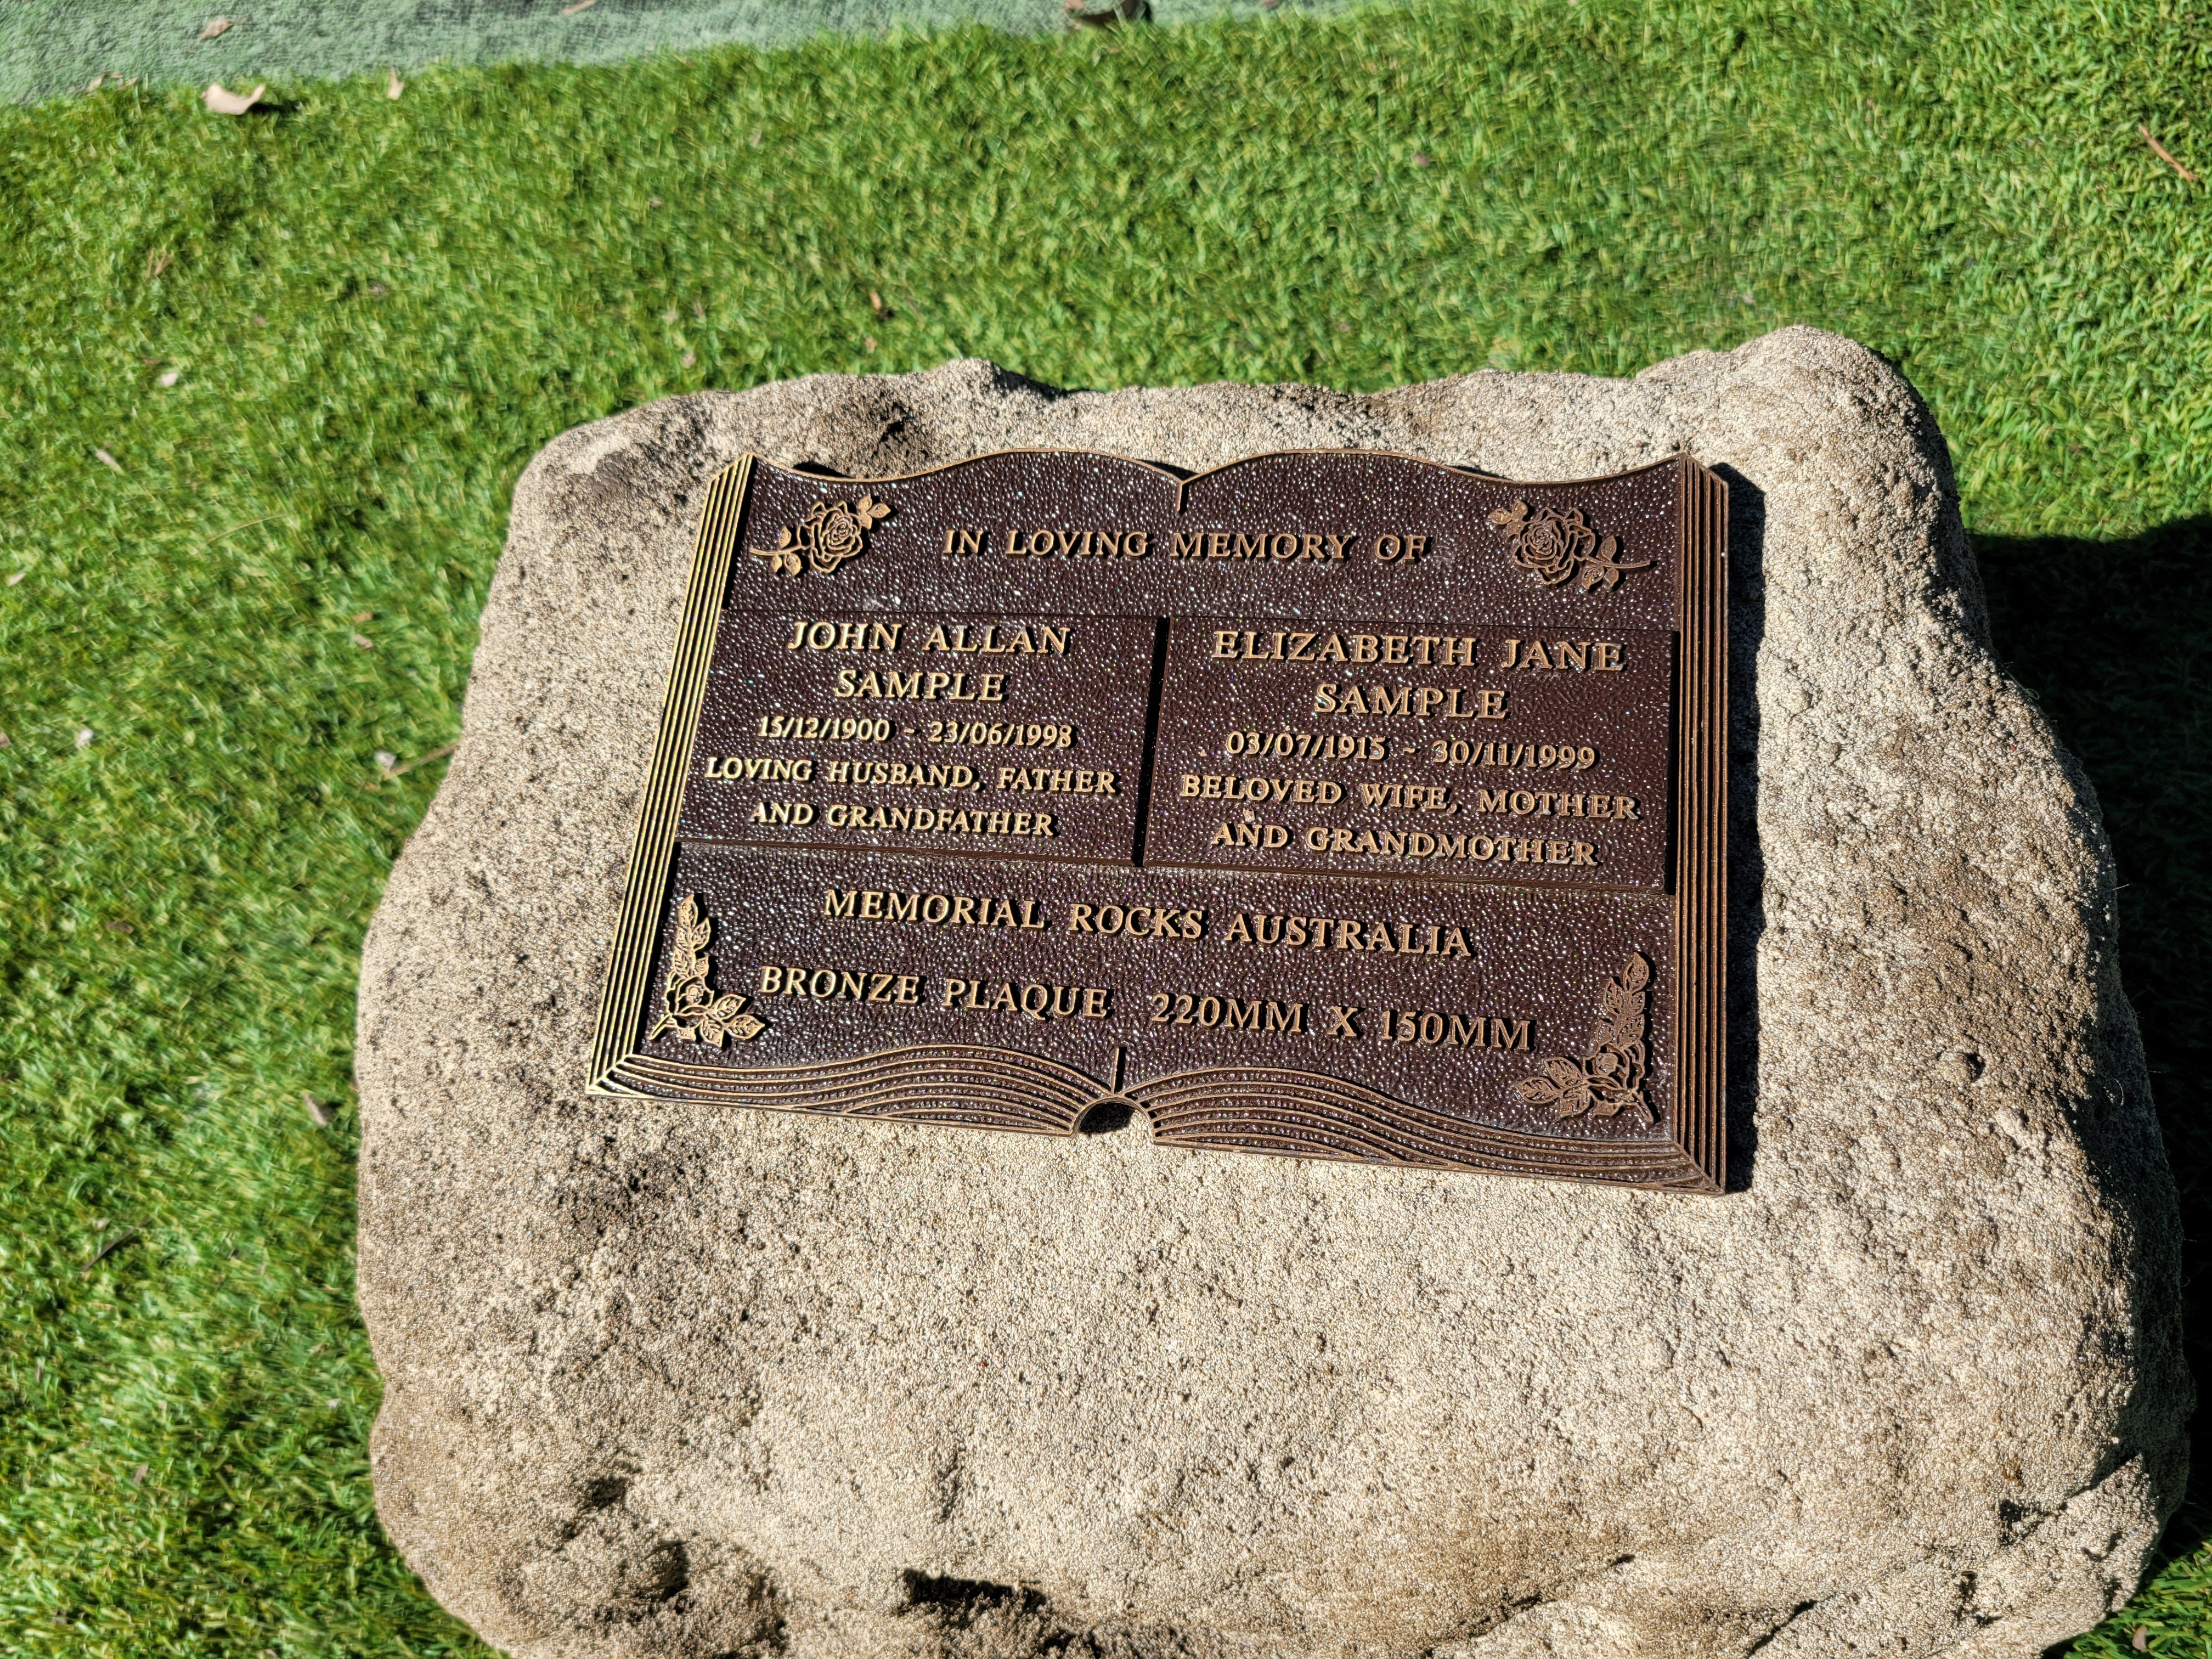 IN LOVING MEMORY OF
JOHN ALLAN
SAMPLE
15/12/1900 - 23/06/1998
LOVING HUSBAND, FATHER
AND GRANDFATHER
ELIZABETH JANE
SAMPLE
03/07/1915 - 30/11/1999
BELOVED WIFE, MOTHER
AND GRANDMOTHER
MEMORIAL ROCKS AUSTRALIA
BRONZE PLAQUE 220MM X 150MM